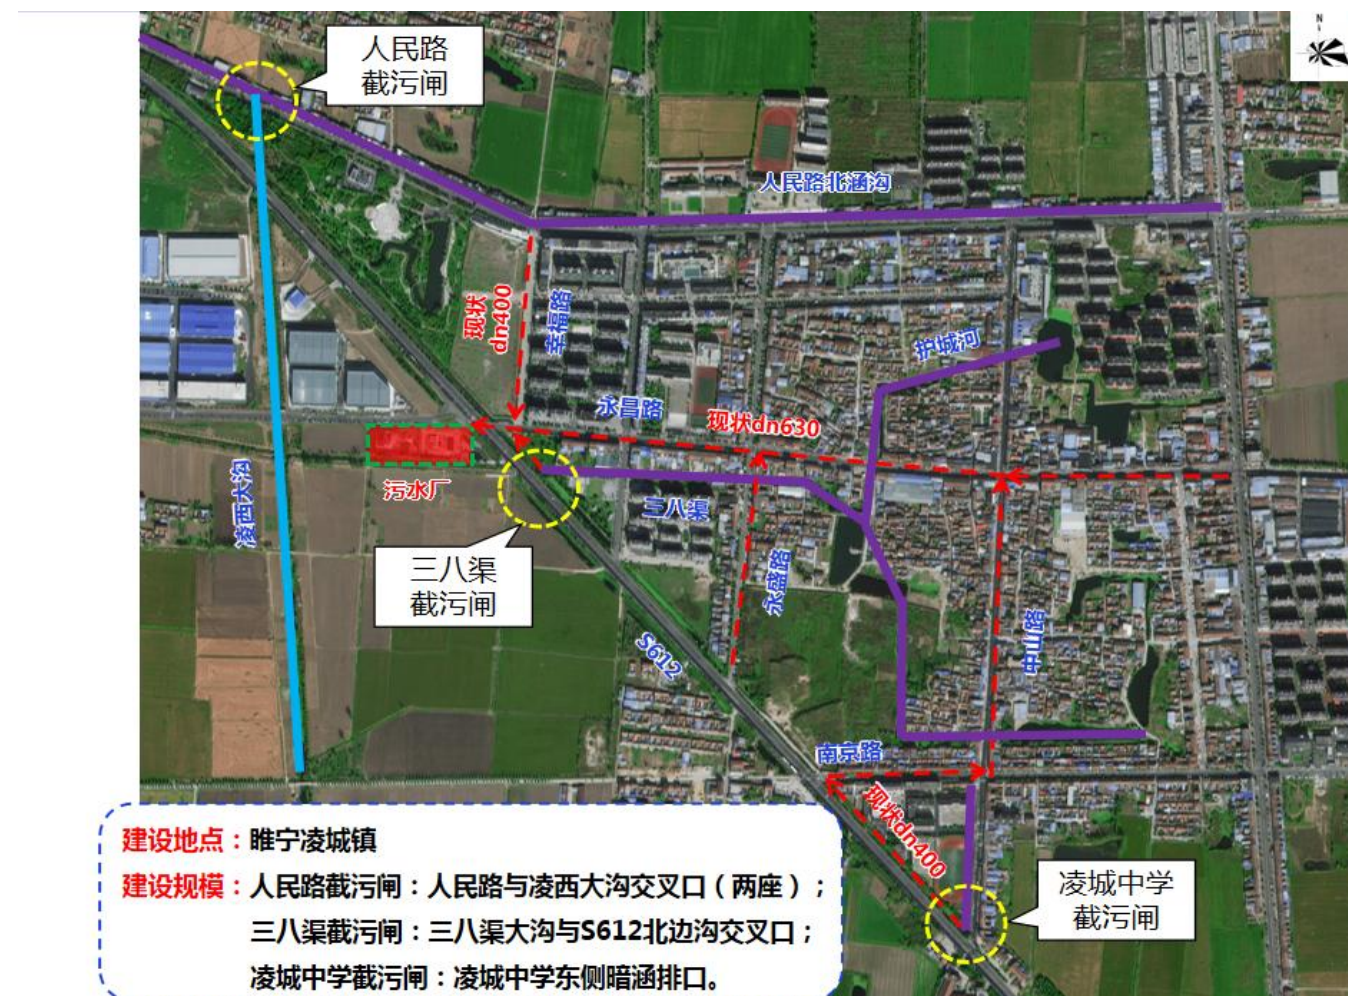 N
人民路
截污闸
人民路北涵沟
现状
dn400
幸福路
护城河
永昌路
现状dn630
污水厂
凌西大沟
三八渠
三八渠
截污闸
永盛路
中山路
S612
南京路
现状dn400
凌城中学
截污闸
建设地点：睢宁凌城镇
建设规模：人民路截污闸：人民路与凌西大沟交叉口（两座）；
三八渠截污闸：三八渠大沟与S612北边沟交叉口；
凌城中学截污闸：凌城中学东侧暗涵排口。